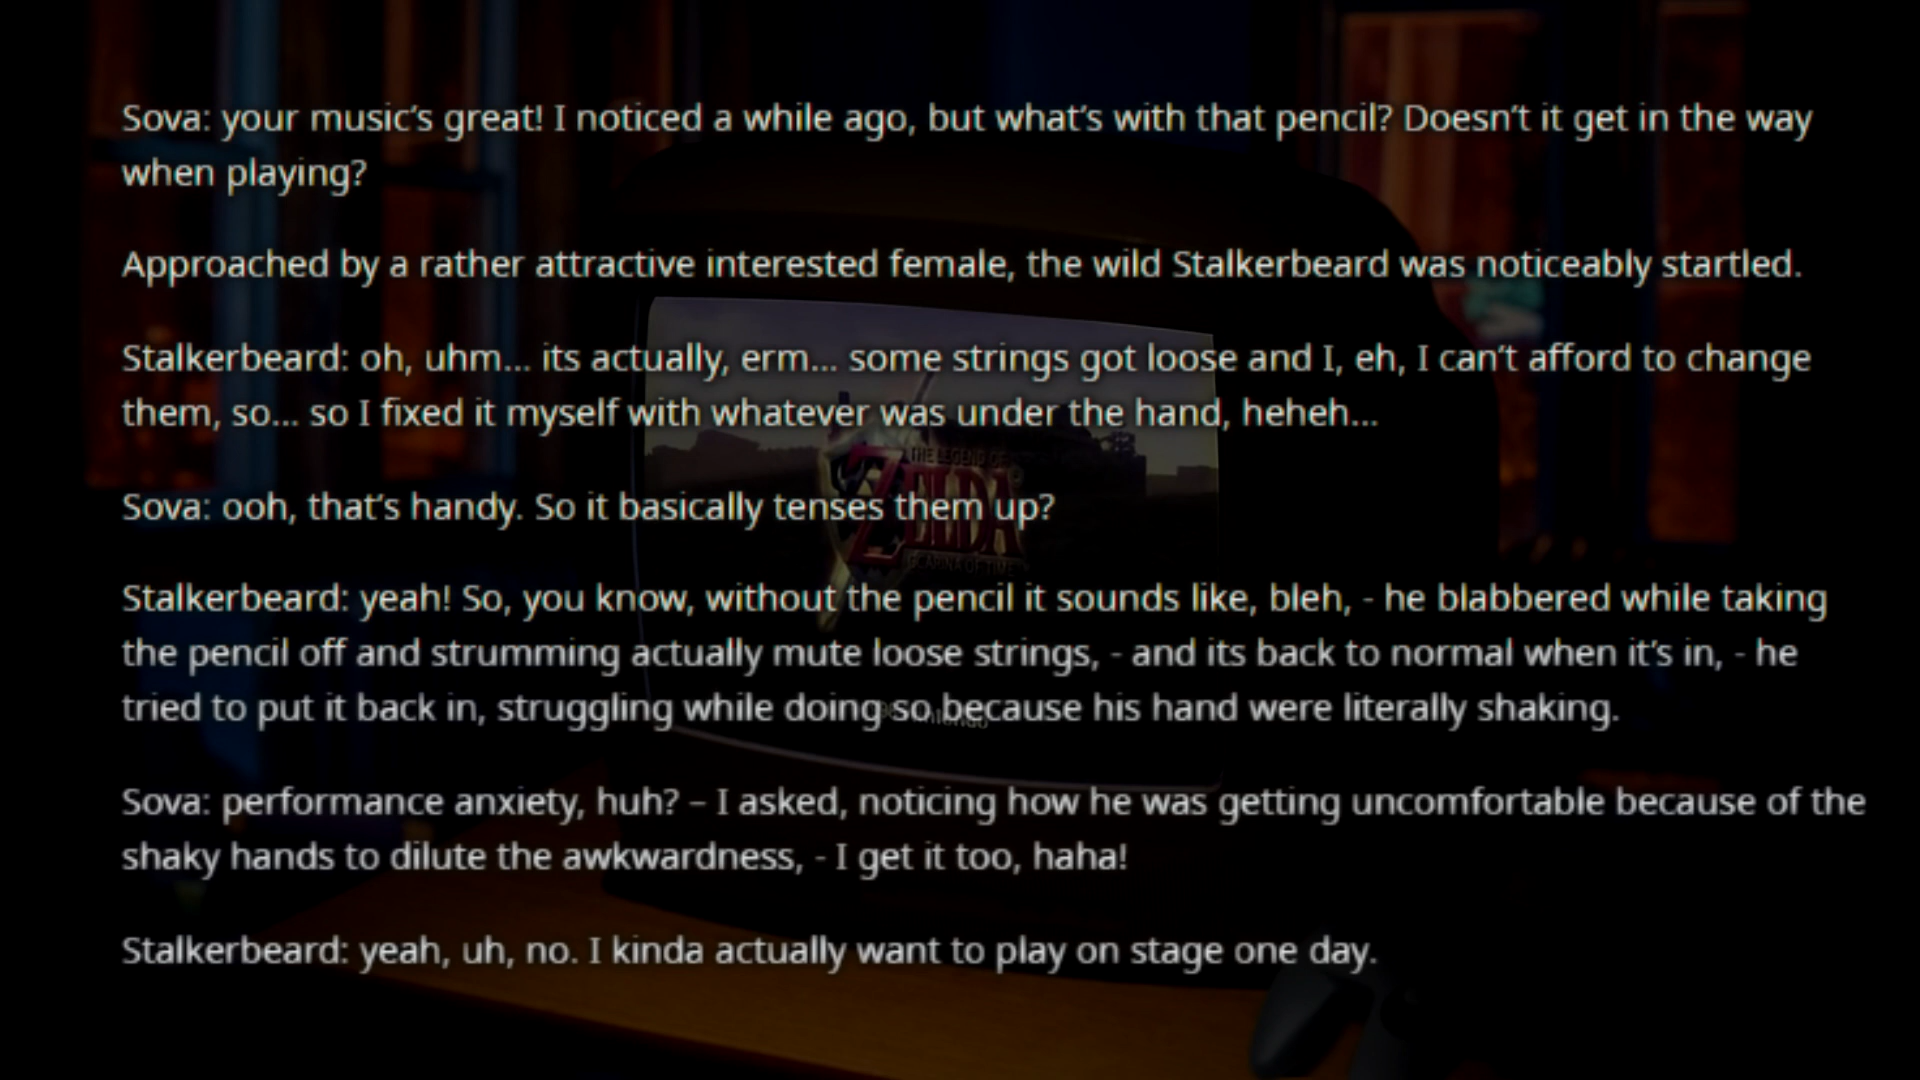 Sova: your music’s great! I noticed a while ago, but what’s with that pencil? Doesn’t it get in the way
when playing?
Approached by a rather attractive interested female, the wild Stalkerbeard was noticeably startled.
Stalkerbeard: oh, uhm... its actually, erm... some strings got loose and I, eh, I can’t afford to change
them, so... so I fixed it myself with whatever was under the hand, heheh...
Sova: ooh, that’s handy. So it basically tenses them up?
Stalkerbeard: yeah! So, you know, without the pencil it sounds like, bleh, - he blabbered while taking
the pencil off and strumming actually mute loose strings, - and its back to normal when it’s in, - he
tried to put it back in, struggling while doing so because his hand were literally shaking.
Sova: performance anxiety, huh? – I asked, noticing how he was getting uncomfortable because of the
shaky hands to dilute the awkwardness, - I get it too, haha!
Stalkerbeard: yeah, uh, no. I kinda actually want to play on stage one day.
THE LEGEND OF
ZELDA
OCARINA OF TIME